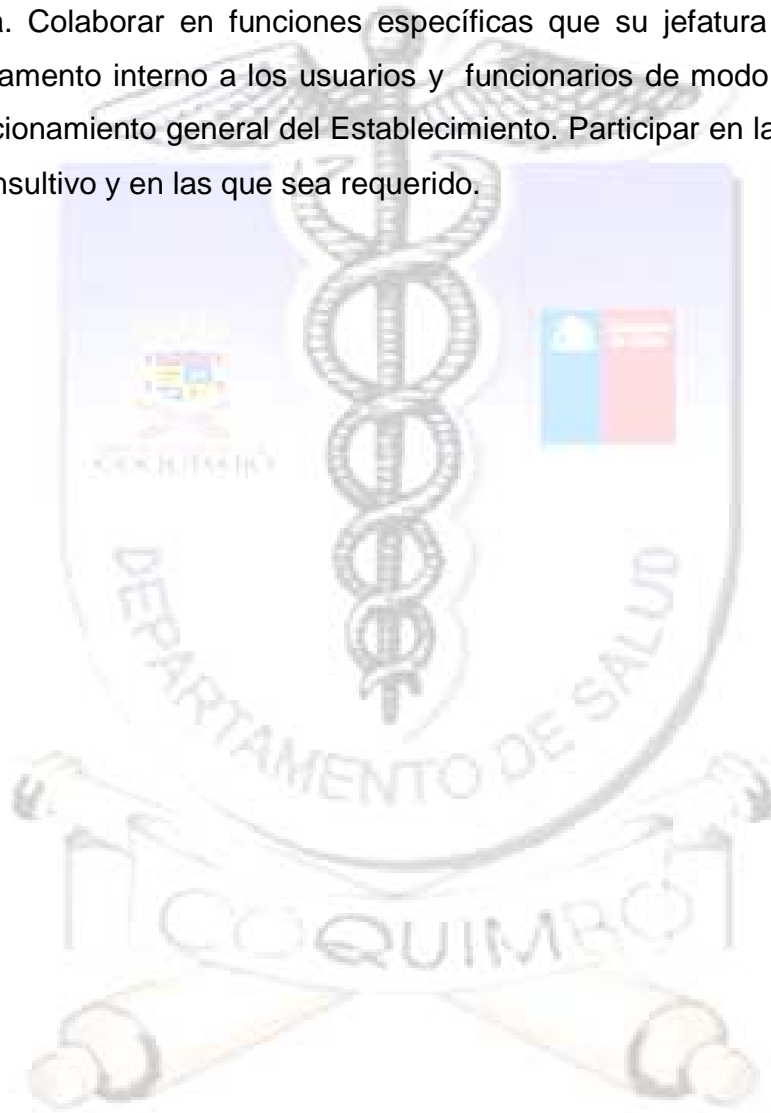 a. Colaborar en funciones específicas que su jefatura
amento interno a los usuarios y funcionarios de modo
cionamiento general del Establecimiento. Participar en la
nsultivo y en las que sea requerido.
COQUIMBO
DEPARTAMENTO DE SALUD
COQUIMBO